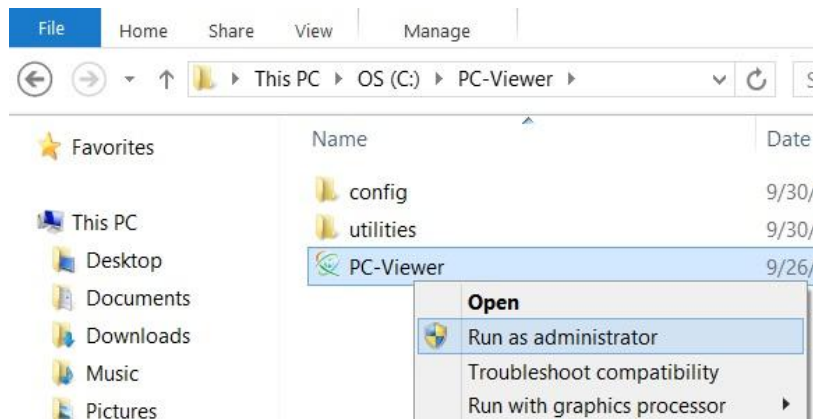 File Home Share View Manage
This PC OS (C:) PC-Viewer
Favorites
This PC
Desktop
Documents
Downloads
Music
Pictures
Name Date
config 9/30/
utilities 9/30/
PC-Viewer 9/26/
Open
Run as administrator
Troubleshoot compatibility
Run with graphics processor